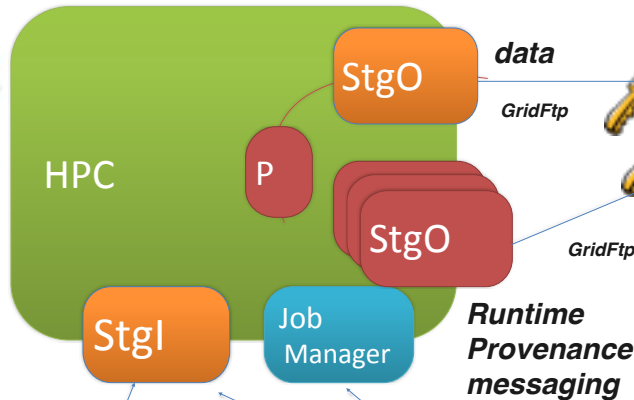 StgO
data
GridFtp
HPC
P
StgO
GridFtp
StgI
Job
Manager
Runtime
Provenance
messaging